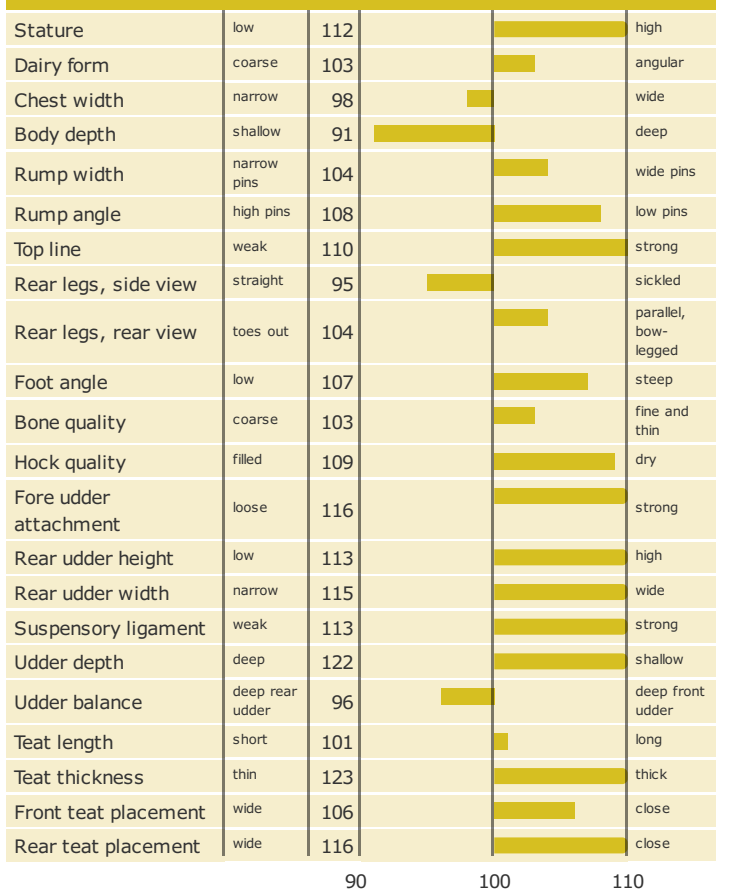 Stature low 112 high
Dairy form coarse 103 angular
Chest width narrow 98 wide
Body depth shallow 91 deep
Rump width narrow pins 104 wide pins
Rump angle high pins 108 low pins
Top line weak 110 strong
Rear legs, side view straight 95 sickled
Rear legs, rear view toes out 104 parallel, bow-legged
Foot angle low 107 steep
Bone quality coarse 103 fine and thin
Hock quality filled 109 dry
Fore udder attachment loose 116 strong
Rear udder height low 113 high
Rear udder width narrow 115 wide
Suspensory ligament weak 113 strong
Udder depth deep 122 shallow
Udder balance deep rear udder 96 deep front udder
Teat length short 101 long
Teat thickness thin 123 thick
Front teat placement wide 106 close
Rear teat placement wide 116 close
90 100 110